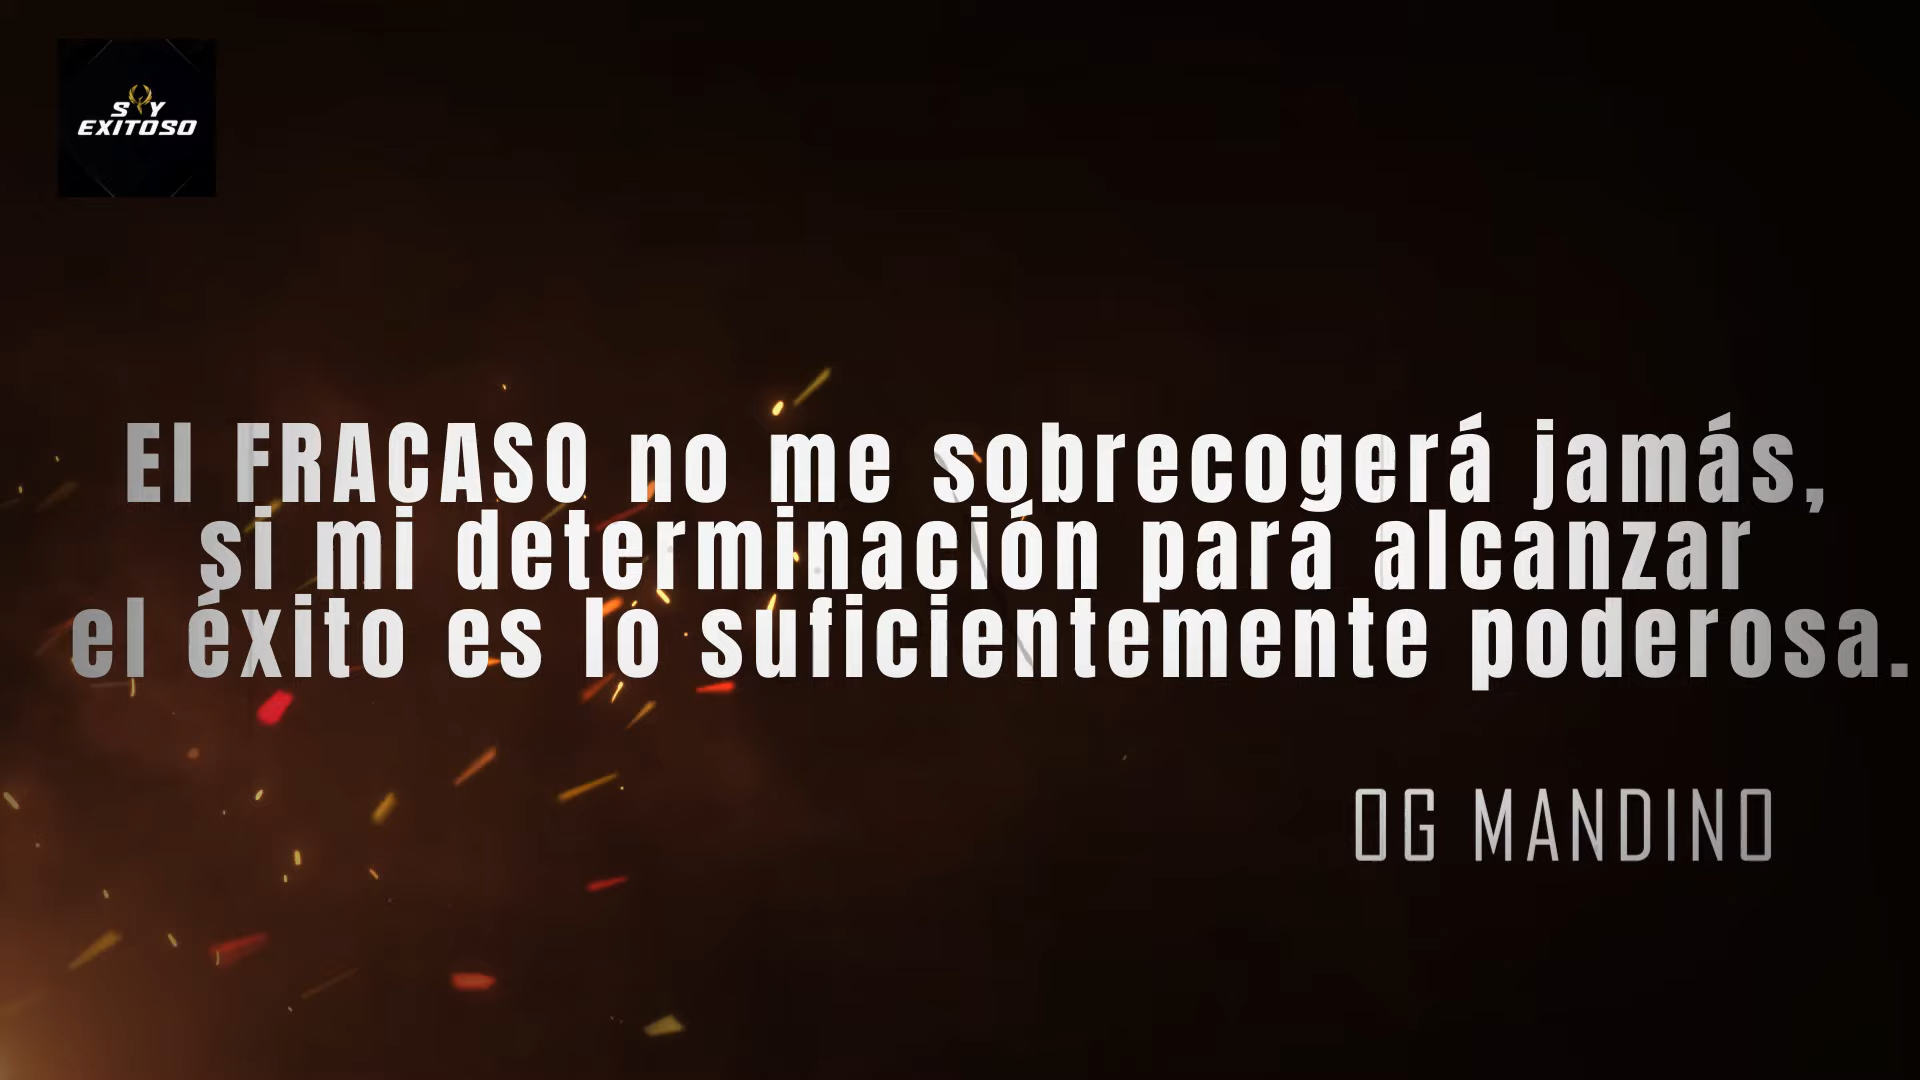 SOY
EXITOSO
El FRACASO no me sobrecogerá jamás,
si mi determinación para alcanzar
el éxito es lo suficientemente poderosa.
OG MANDINO